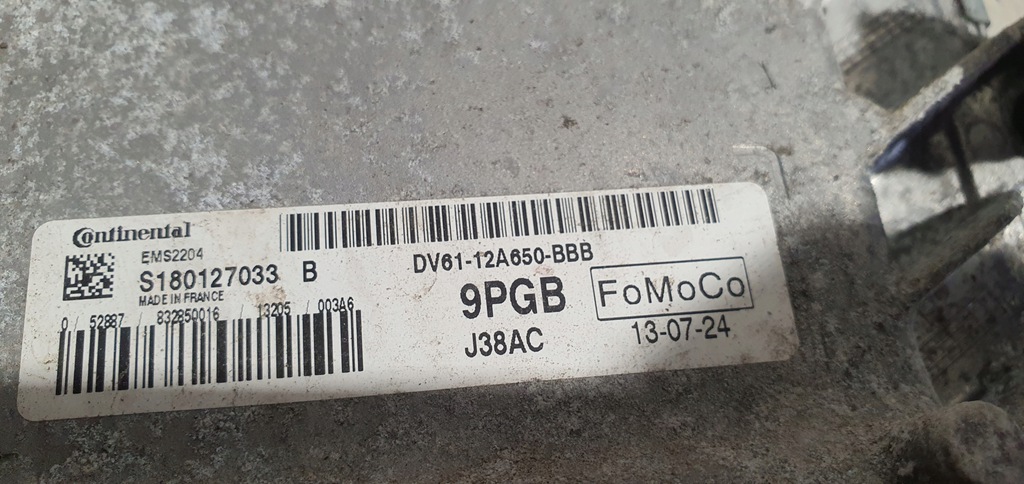 Continental
EMS2204
S180127033 B
MADE IN FRANCE
0 / 52887 / 832850016 / 13205 / 003A6
DV61-12A650-BBB
9PGB
FoMoCo
J38AC
13-07-24